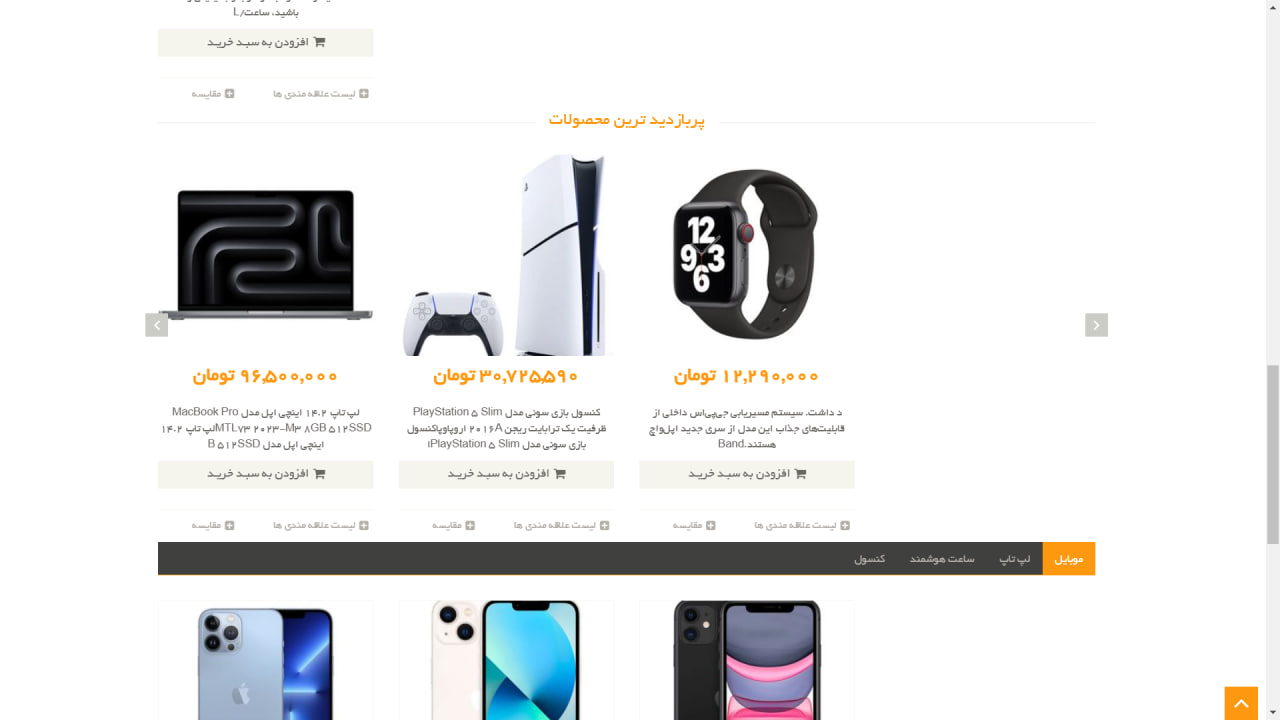 باشید، ساعت/L
افزودن به سبد خرید
لیست علاقه مندی ها
مقایسه
پربازدید ترین محصولات
12
9 3
6
۱۲,۲۹۰,۰۰۰ تومان
د داشت. سیستم مسیریابی جی‌پی‌اس داخلی از
قابلیت‌های جذاب این مدل از سری جدید اپل‌واچ
هستند.Band
افزودن به سبد خرید
لیست علاقه مندی ها
مقایسه
۳۰,۷۲۵,۵۹۰ تومان
کنسول بازی سونی مدل PlayStation ۵ Slim
ظرفیت یک ترابایت ریجن ۲۰۱۶A اروپاوپاکنسول
بازی سونی مدل PlayStation ۵ Slimا
افزودن به سبد خرید
لیست علاقه مندی ها
مقایسه
۹۶,۵۰۰,۰۰۰ تومان
لپ تاپ ۱۴.۲ اینچی اپل مدل MacBook Pro
MTL۷۳ ۲۰۲۳-M۳ ۸GB ۵۱۲SSDلپ تاپ ۱۴.۲
اینچی اپل مدل B ۵۱۲SSD
افزودن به سبد خرید
لیست علاقه مندی ها
مقایسه
موبایل
لپ تاپ
ساعت هوشمند
کنسول